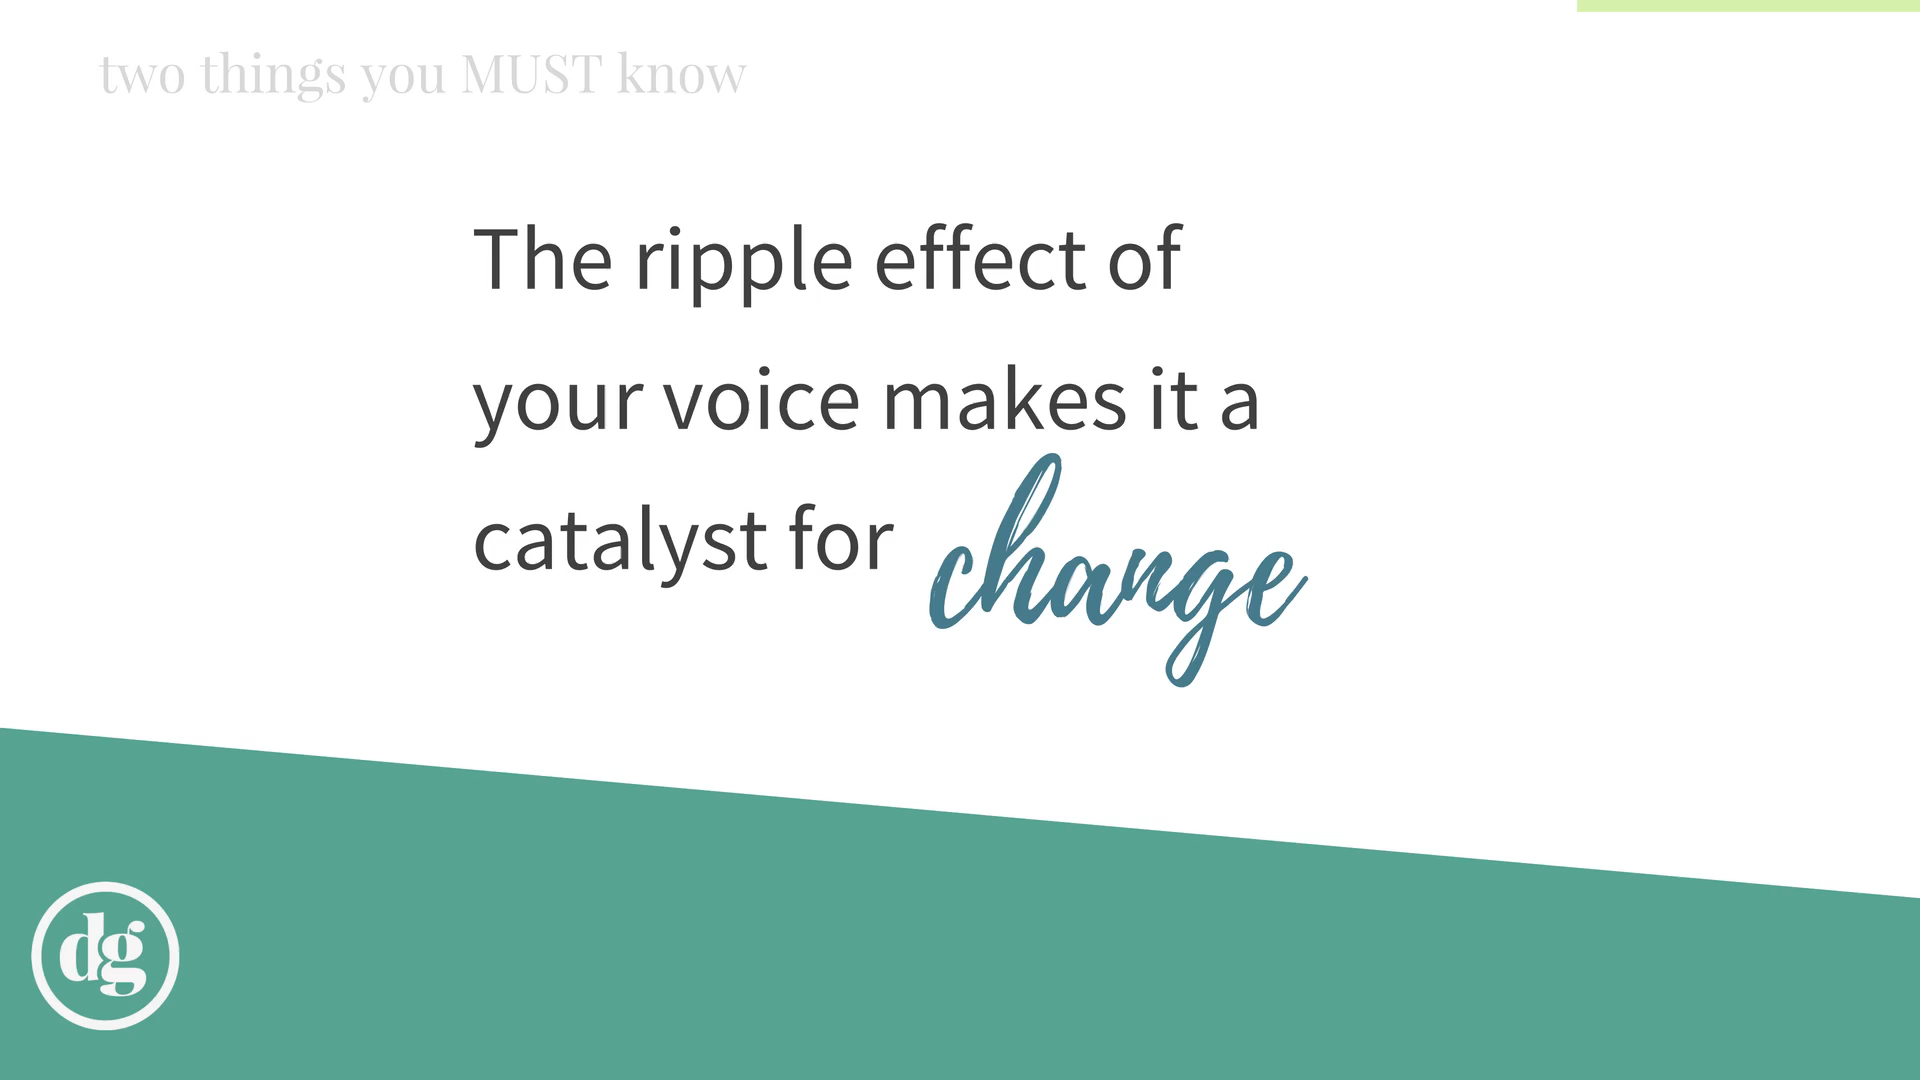 two things you MUST know
The ripple effect of
your voice makes it a
catalyst for change
dg